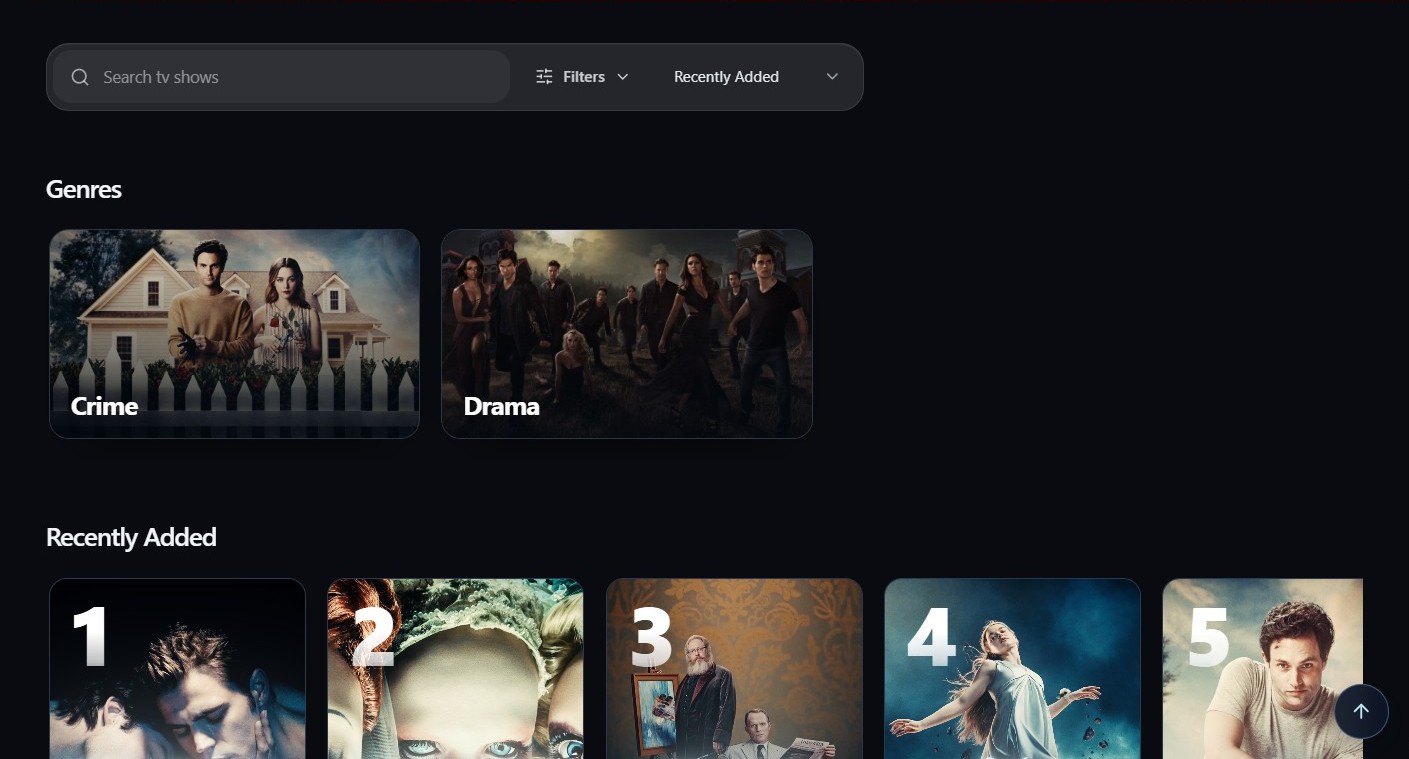 Search tv shows
Filters
Recently Added
Genres
Crime
Drama
Recently Added
1
2
3
4
5